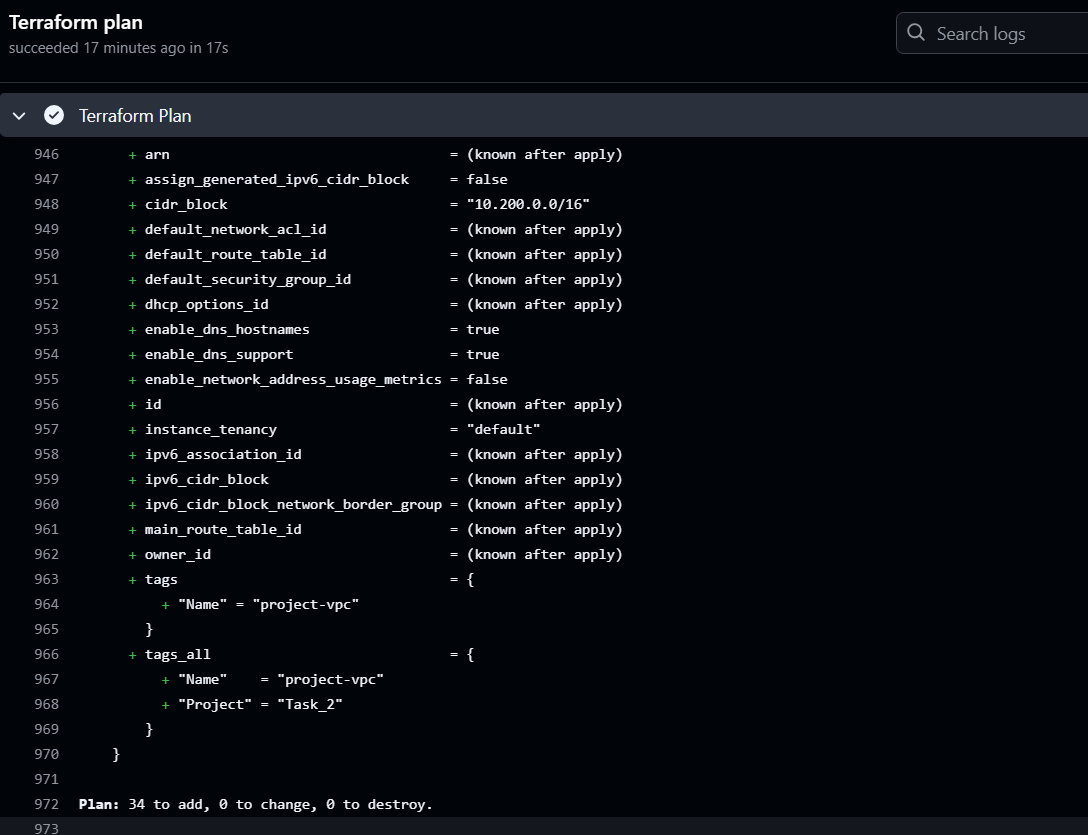 Terraform plan
succeeded 17 minutes ago in 17s
Search logs
Terraform Plan
946 + arn = (known after apply)
947 + assign_generated_ipv6_cidr_block = false
948 + cidr_block = "10.200.0.0/16"
949 + default_network_acl_id = (known after apply)
950 + default_route_table_id = (known after apply)
951 + default_security_group_id = (known after apply)
952 + dhcp_options_id = (known after apply)
953 + enable_dns_hostnames = true
954 + enable_dns_support = true
955 + enable_network_address_usage_metrics = false
956 + id = (known after apply)
957 + instance_tenancy = "default"
958 + ipv6_association_id = (known after apply)
959 + ipv6_cidr_block = (known after apply)
960 + ipv6_cidr_block_network_border_group = (known after apply)
961 + main_route_table_id = (known after apply)
962 + owner_id = (known after apply)
963 + tags = {
964 + "Name" = "project-vpc"
965 }
966 + tags_all = {
967 + "Name" = "project-vpc"
968 + "Project" = "Task_2"
969 }
970 }
971
972 Plan: 34 to add, 0 to change, 0 to destroy.
973